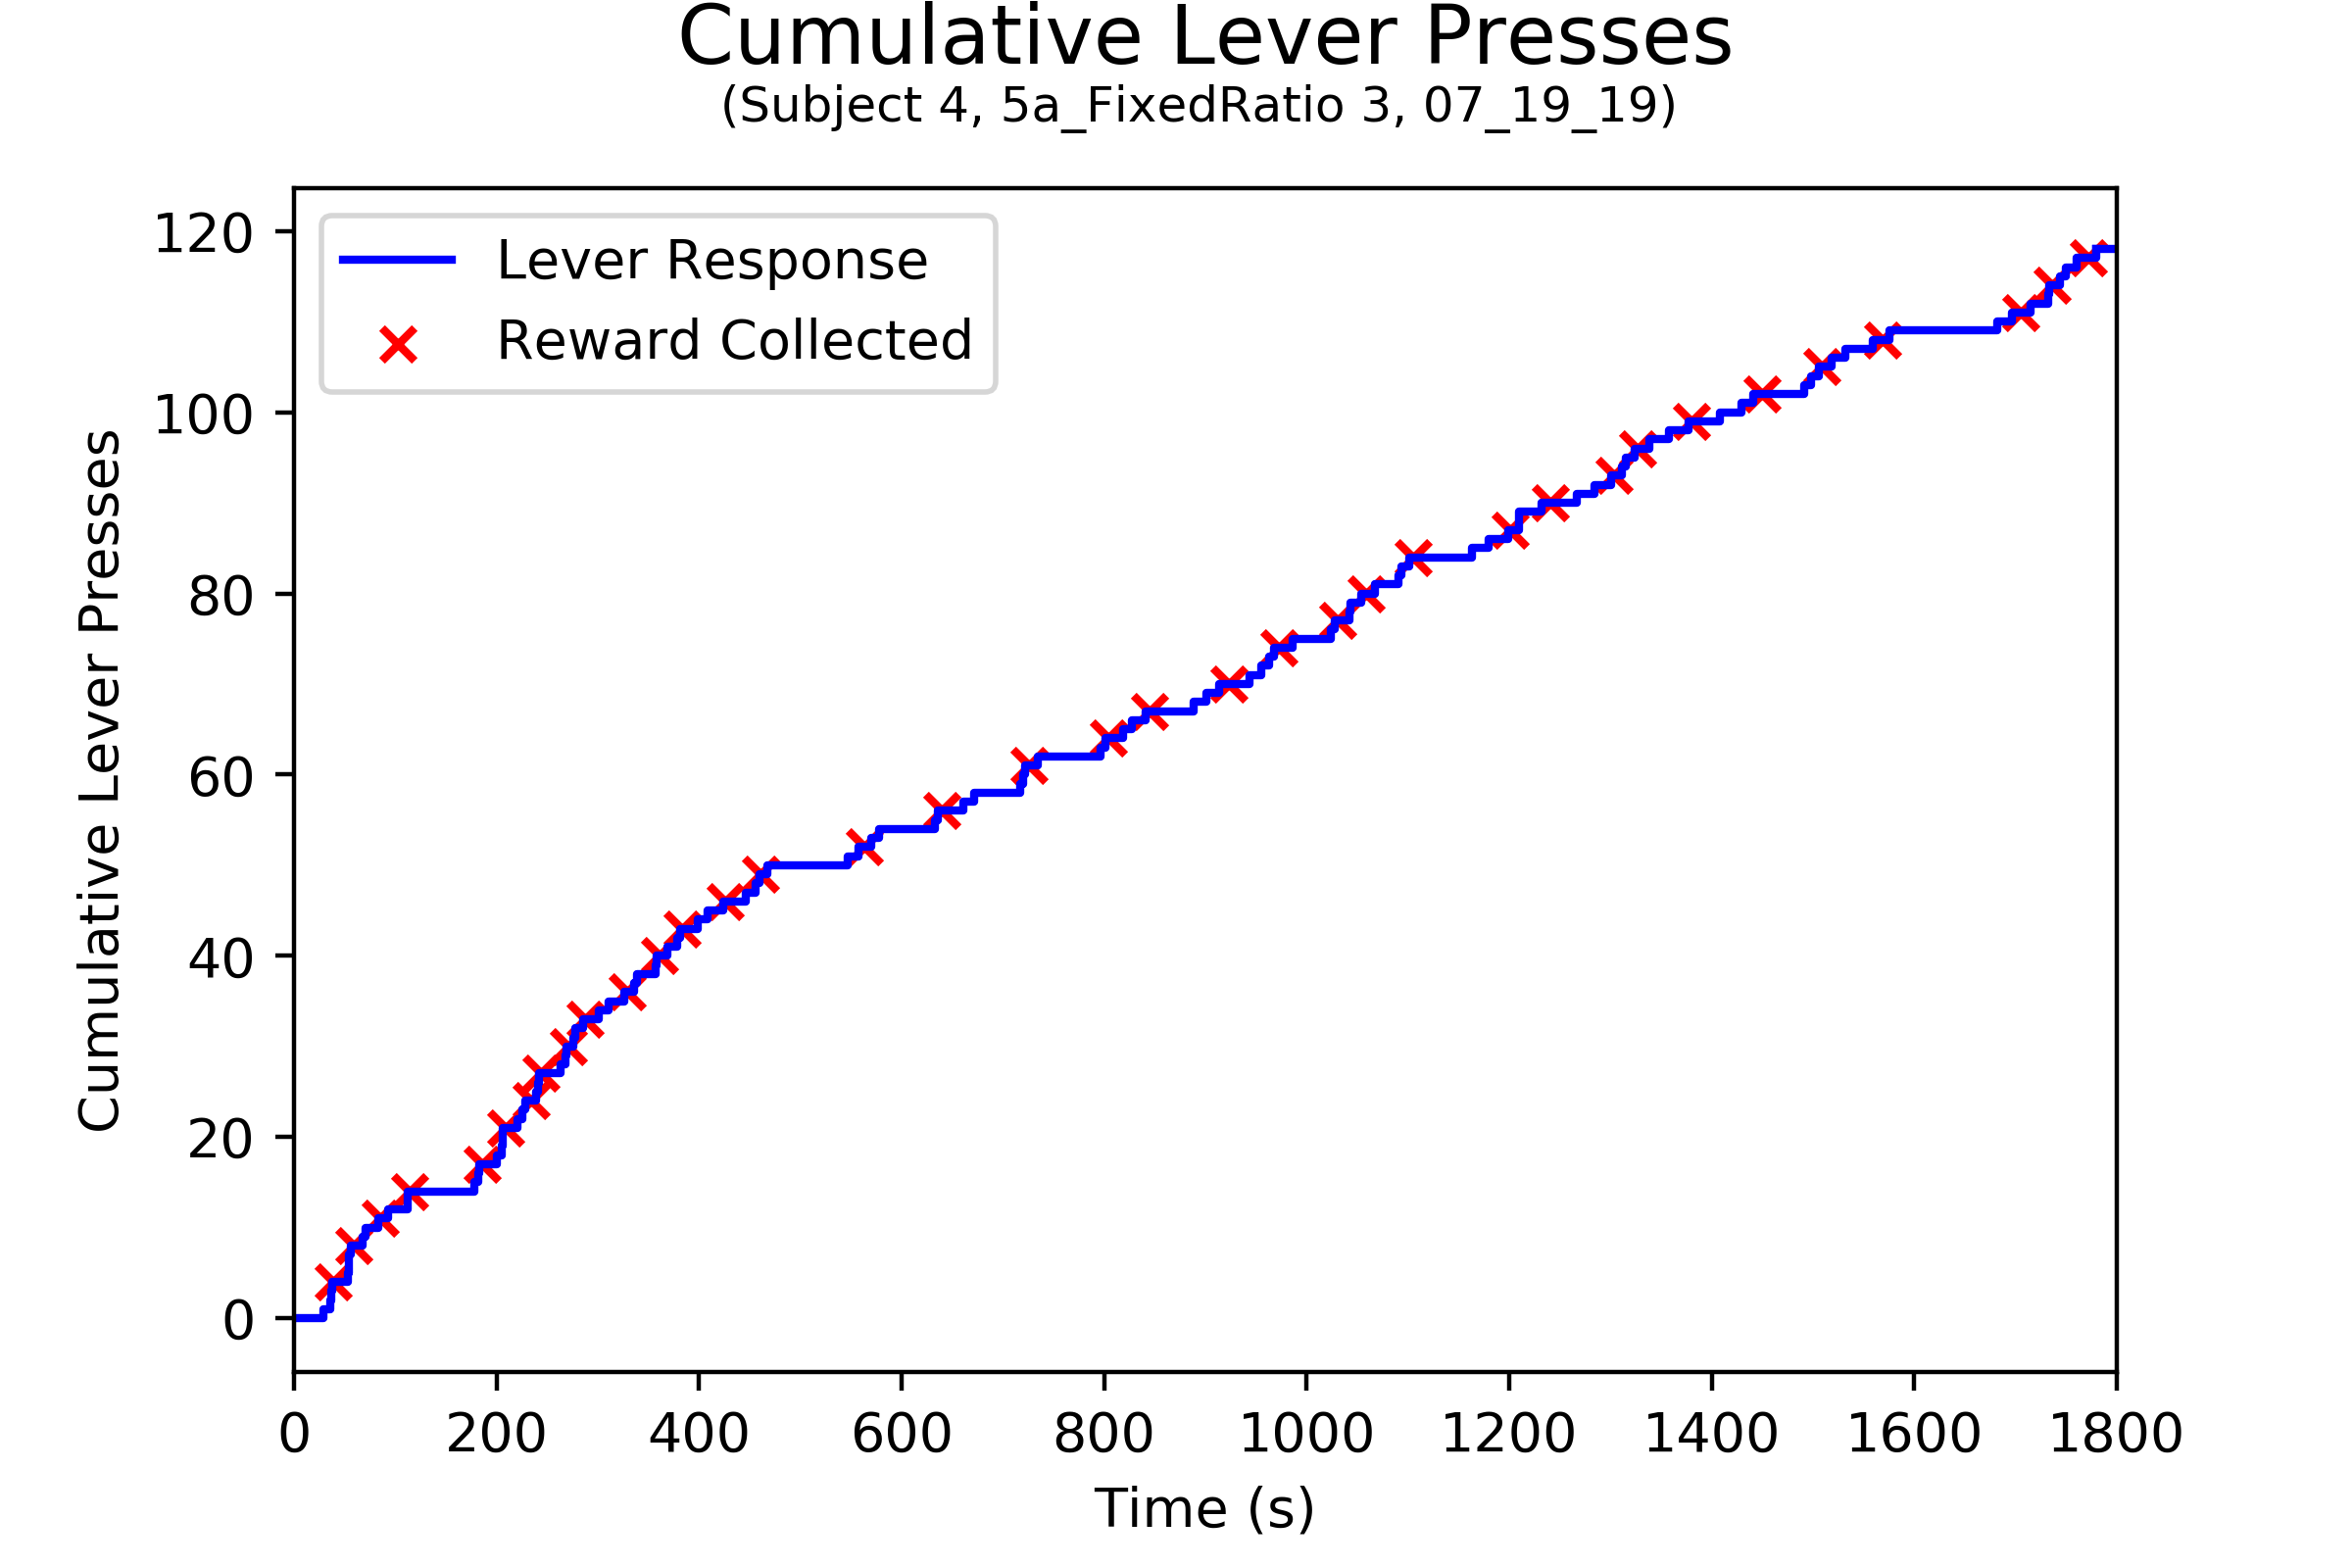 Cumulative Lever Presses
(Subject 4, 5a_FixedRatio 3, 07_19_19)
Lever Response
Reward Collected
Cumulative Lever Presses
120
100
80
60
40
20
0
0 200 400 600 800 1000 1200 1400 1600 1800
Time (s)